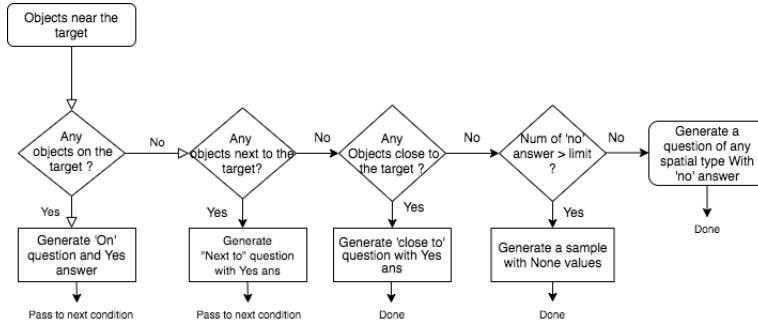 Objects near the
target
Any
objects on the
target ?
No
Any
objects next to the
target?
No
Any
Objects close to
the target ?
No
Num of 'no'
answer > limit
?
No
Generate a
question of any
spatial type With
'no' answer
Done
Yes
Generate 'On'
question and Yes
answer
Pass to next condition
Yes
Generate
"Next to" question
with Yes ans
Pass to next condition
Yes
Generate 'close to'
question with Yes
ans
Done
Yes
Generate a sample
with None values
Done